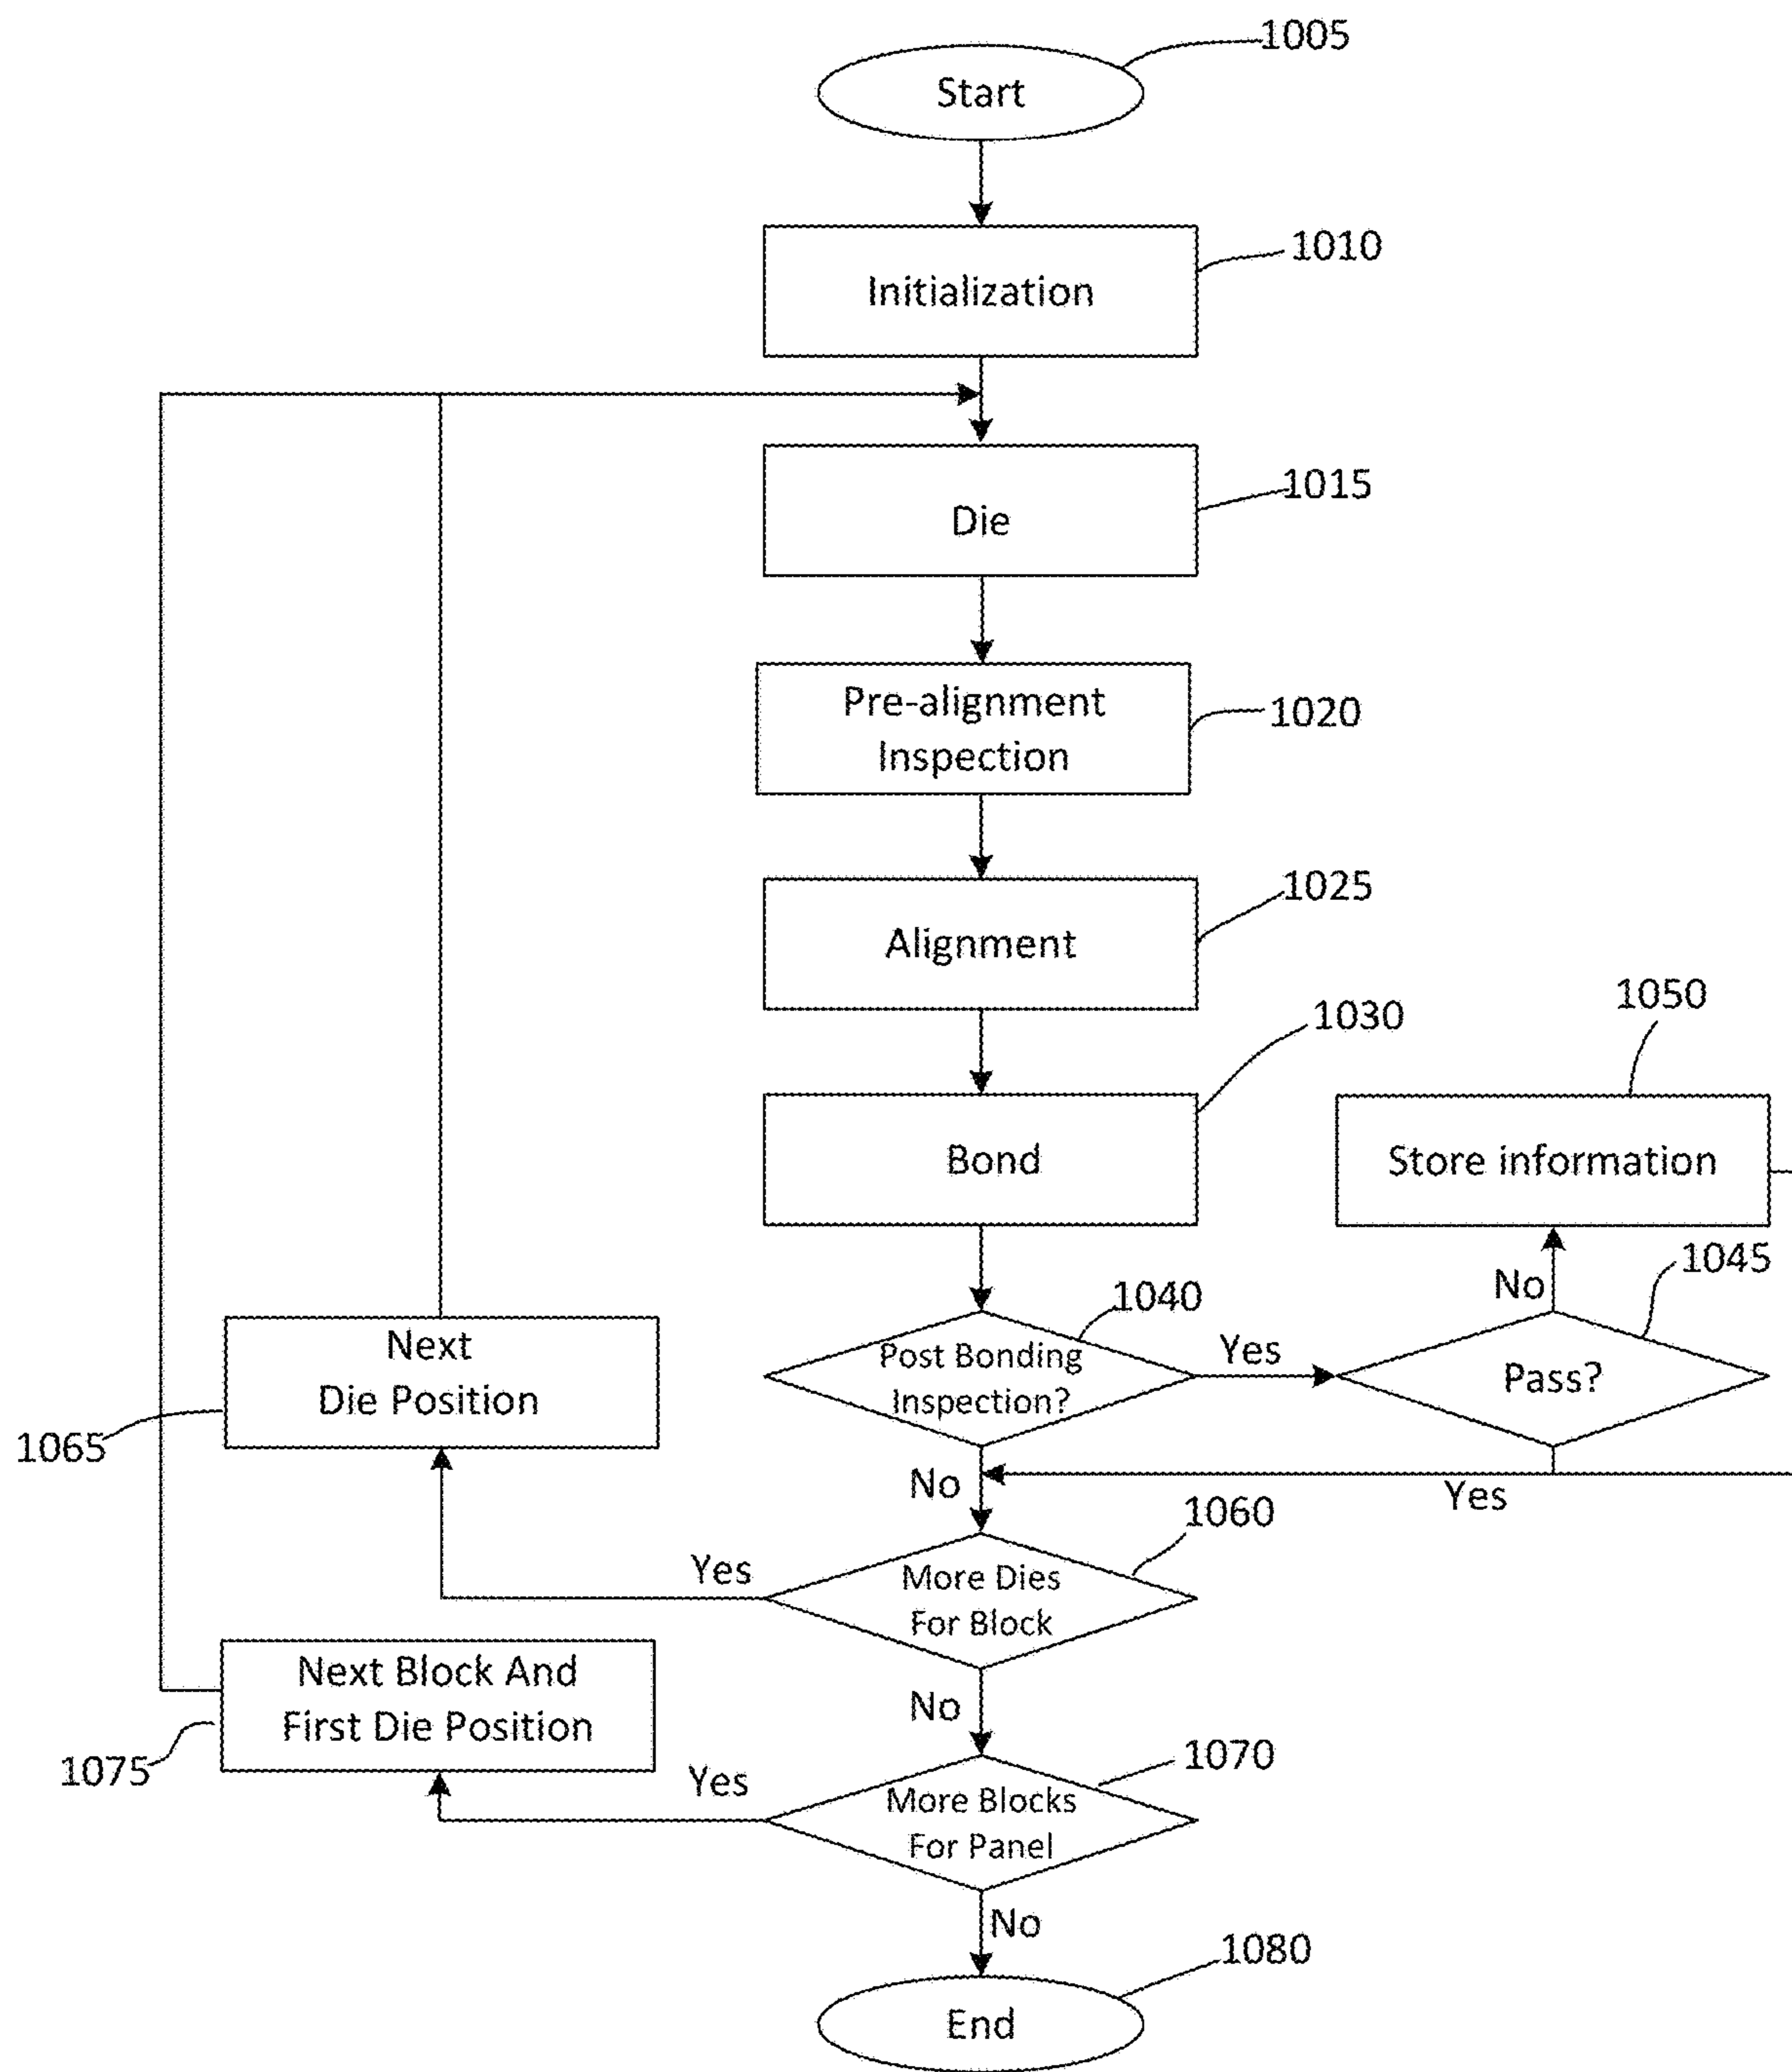 1005
Start
1010
Initialization
1015
Die
Pre-alignment
Inspection
1020
1025
Alignment
1050
1030
Bond
Store information
1045
No
1040
Next
Die Position
Post Bonding
Inspection?
Yes
Pass?
1065
No
Yes
1060
Yes
More Dies
For Block
Next Block And
First Die Position
No
1075
1070
Yes
More Blocks
For Panel
No
1080
End